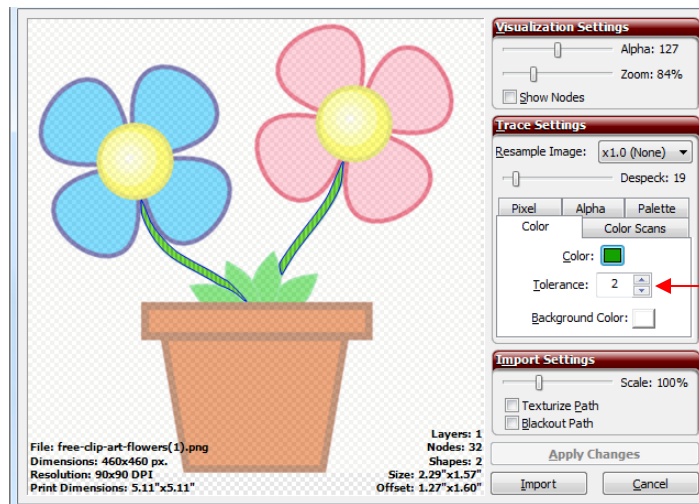 Visualization Settings
Alpha: 127
Zoom: 84%
Show Nodes
Trace Settings
Resample Image: x1.0 (None)
Despeck: 19
Pixel Alpha Palette
Color Color Scans
Color:
Tolerance: 2
Background Color:
Import Settings
Scale: 100%
Texturize Path
Blackout Path
Apply Changes
Import Cancel
File: free-clip-art-flowers(1).png
Dimensions: 460x460 px.
Resolution: 90x90 DPI
Print Dimensions: 5.11"x5.11"
Layers: 1
Nodes: 32
Shapes: 2
Size: 2.29"x1.57"
Offset: 1.27"x1.60"